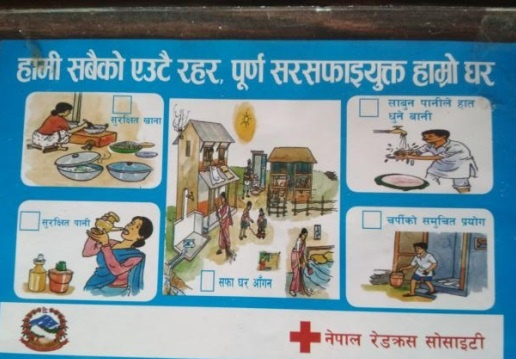 हामी सबैको एउटै रहर, पूर्ण सरसफाइयुक्त हाम्रो घर
सुरक्षित खाना
साबुन पानीले हात
धुने बानी
सुरक्षित पानी
सफा घर आँगन
चर्पीको समुचित प्रयोग
नेपाल रेडक्रस सोसाइटी